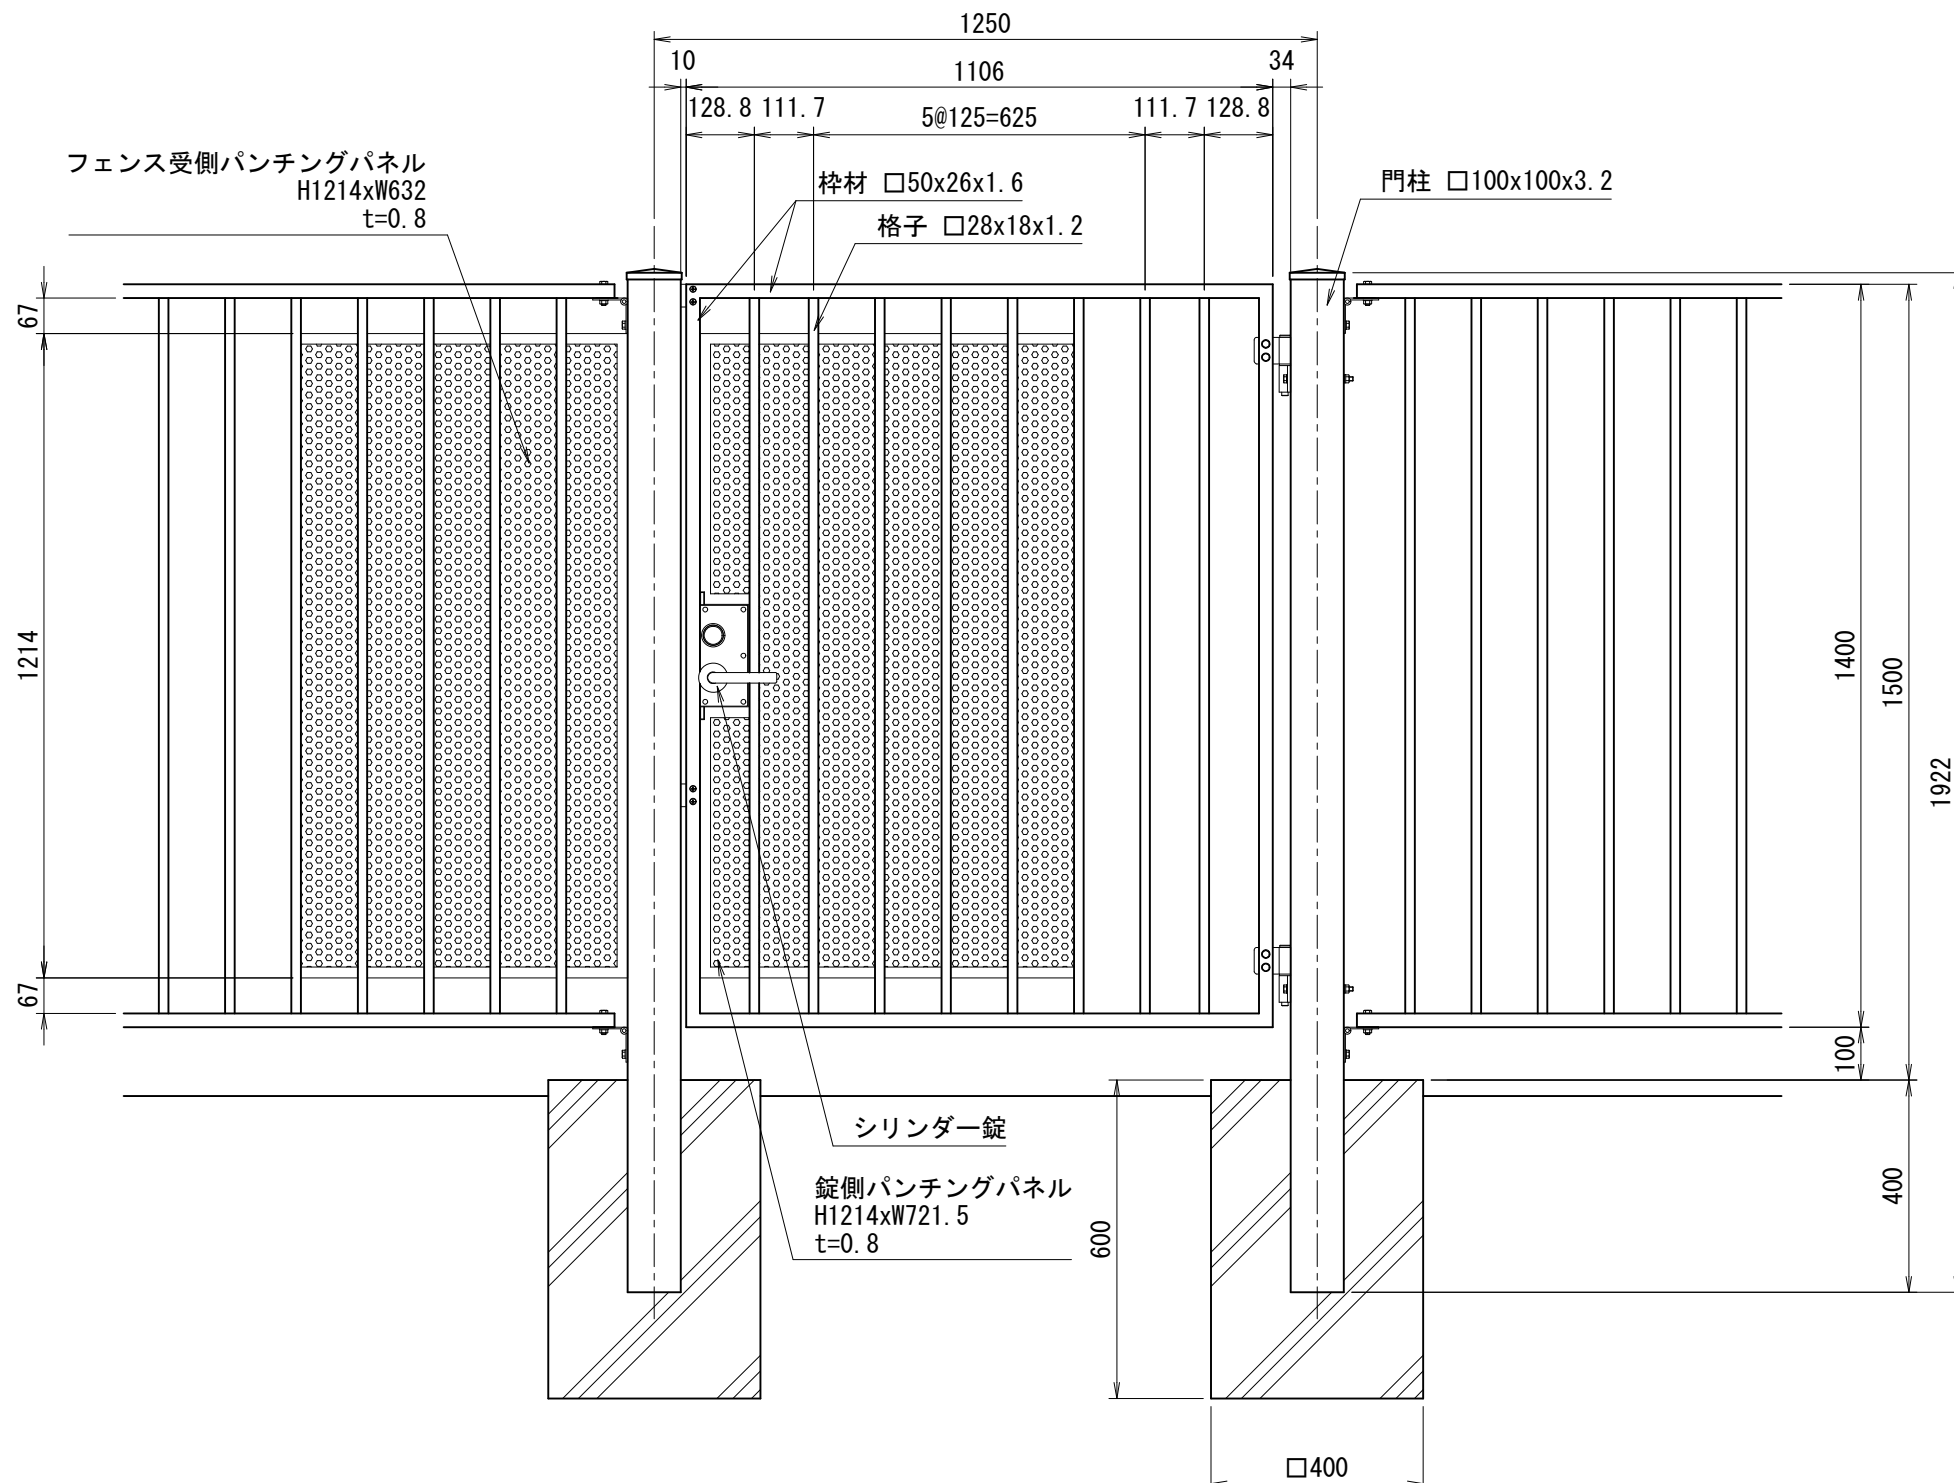 1250
10
1106
34
128.8
111.7
5@125=625
111.7
128.8
フェンス受側パンチングパネル
H1214xW632
t=0.8
枠材 □50x26x1.6
格子 □28x18x1.2
門柱 □100x100x3.2
67
1214
67
1400
1500
1922
100
400
シリンダー錠
錠側パンチングパネル
H1214xW721.5
t=0.8
600
□400